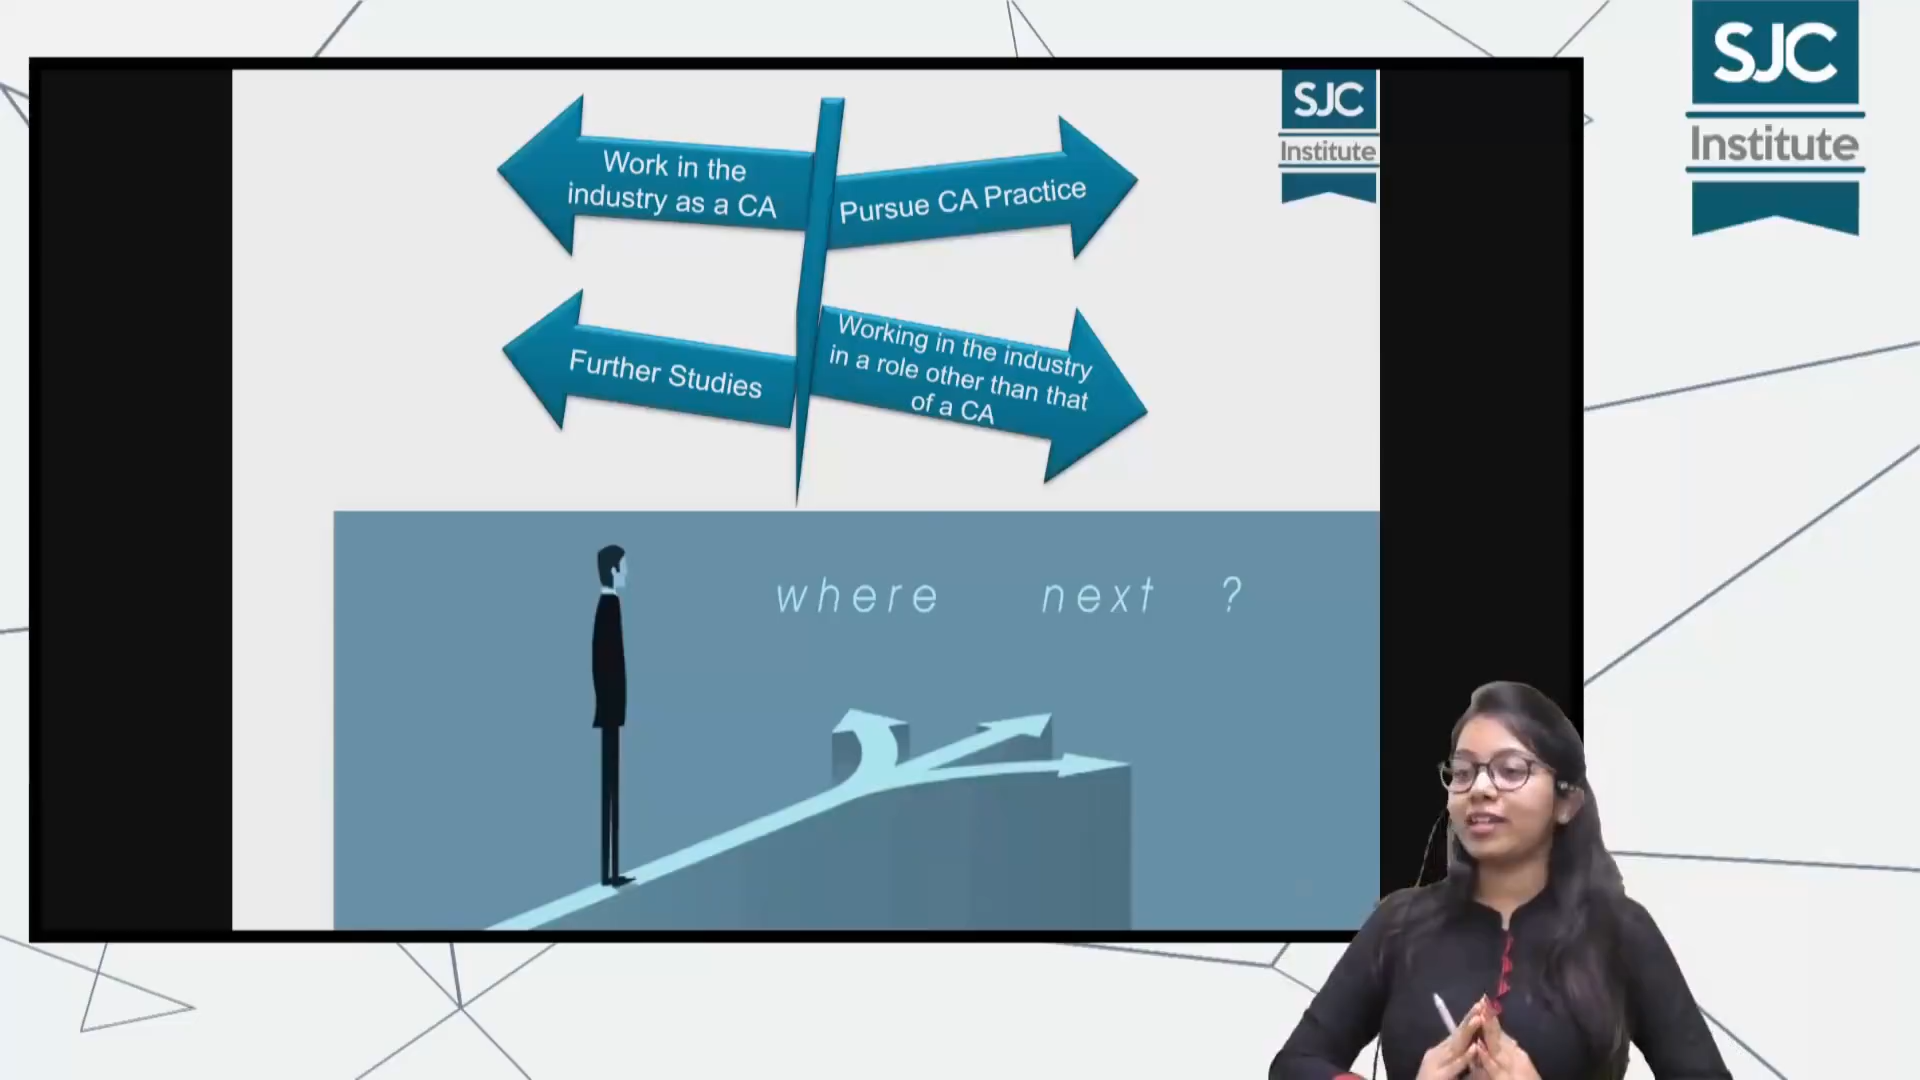 Work in the
industry as a CA
Pursue CA Practice
Further Studies
Working in the industry
in a role other than that
of a CA
where next ?
SJC
Institute
SJC
Institute